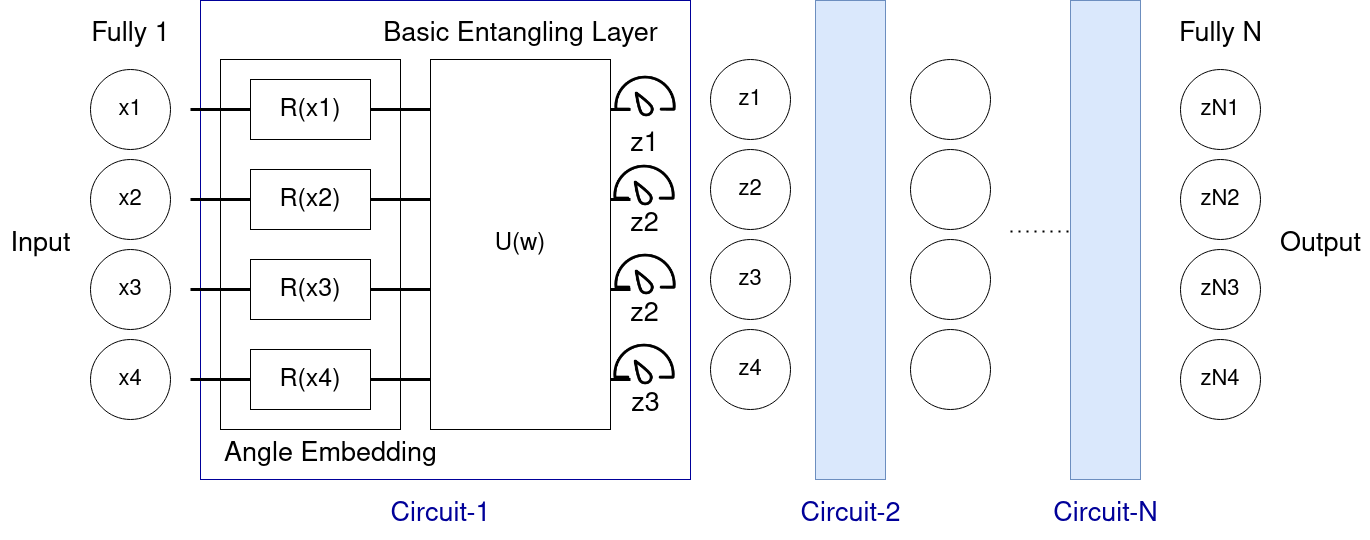 Fully 1
Basic Entangling Layer
Fully N
x1
R(x1)
z1
z1
zN1
x2
R(x2)
z2
z2
zN2
Input
U(w)
........
Output
x3
R(x3)
z2
z3
zN3
x4
R(x4)
z3
z4
zN4
Angle Embedding
Circuit-1
Circuit-2
Circuit-N